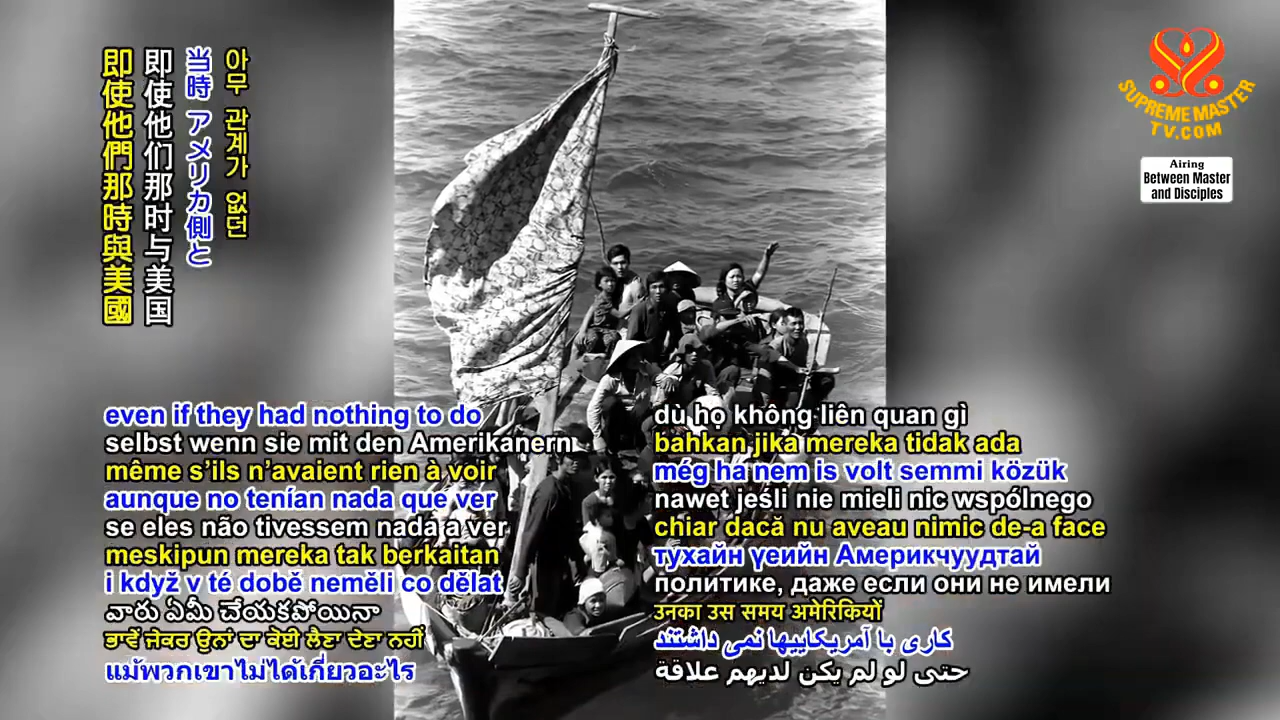 아무 관계가 없던
当時 アメリカ側と
即使他们那时与美国
即使他們那時與美國
SUPREME MASTER
TV.COM
Airing
Between Master
and Disciples
even if they had nothing to do
selbst wenn sie mit den Amerikanern
même s’ils n’avaient rien à voir
aunque no tenían nada que ver
se eles não tivessem nada a ver
meskipun mereka tak berkaitan
i když v té době neměli co dělat
వారు ఏమీ చేయకపోయినా
ਭਾਵੇਂ ਜੇਕਰ ਉਨਾਂ ਦਾ ਕੋਈ ਲੈਣਾ ਦੇਣਾ ਨਹੀਂ
แม้พวกเขาไม่ได้เกี่ยวอะไร
dù họ không liên quan gì
bahkan jika mereka tidak ada
még ha nem is volt semmi közük
nawet jeśli nie mieli nic wspólnego
chiar dacă nu aveau nimic de-a face
тухайн үеийн Америкчуудтай
политике, даже если они не имели
उनका उस समय अमेरिकियों
کاری با آمریکاییها نمی داشتند
حتى لو لم يكن لديهم علاقة